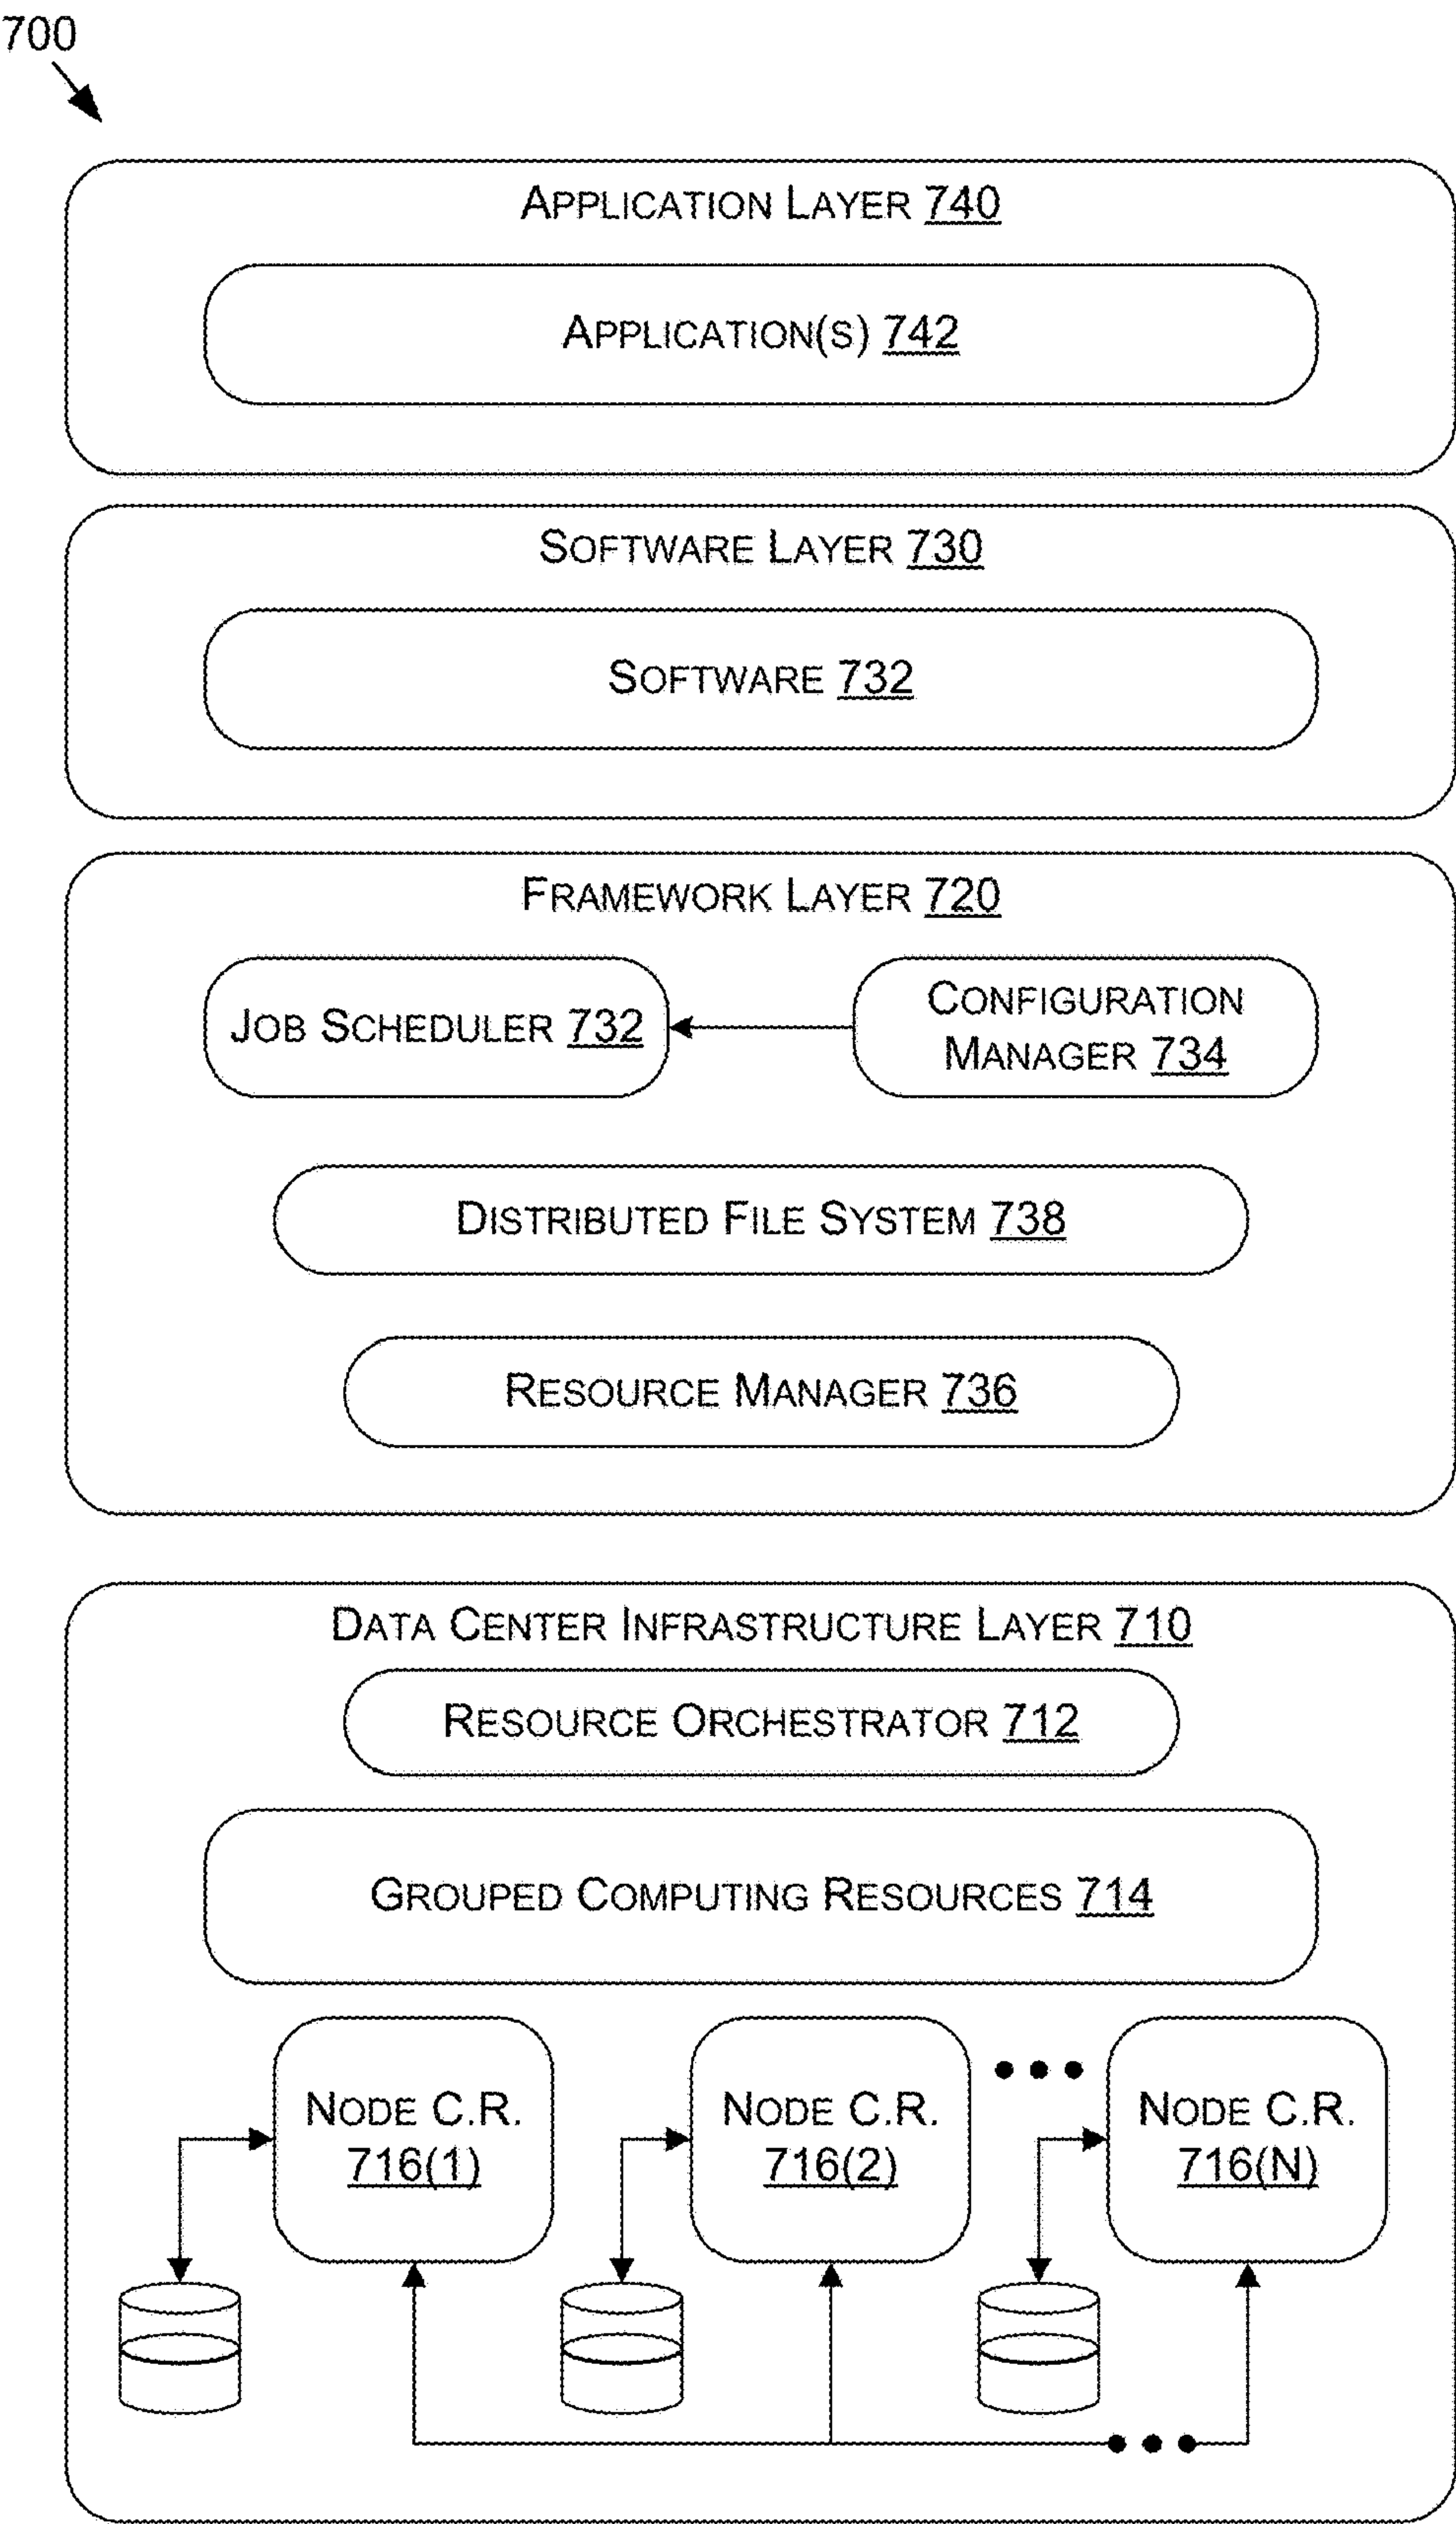 700
APPLICATION LAYER 740
APPLICATION(S) 742
SOFTWARE LAYER 730
SOFTWARE 732
FRAMEWORK LAYER 720
JOB SCHEDULER 732
CONFIGURATION
MANAGER 734
DISTRIBUTED FILE SYSTEM 738
RESOURCE MANAGER 736
DATA CENTER INFRASTRUCTURE LAYER 710
RESOURCE ORCHESTRATOR 712
GROUPED COMPUTING RESOURCES 714
NODE C.R.
716(1)
NODE C.R.
716(2)
NODE C.R.
716(N)